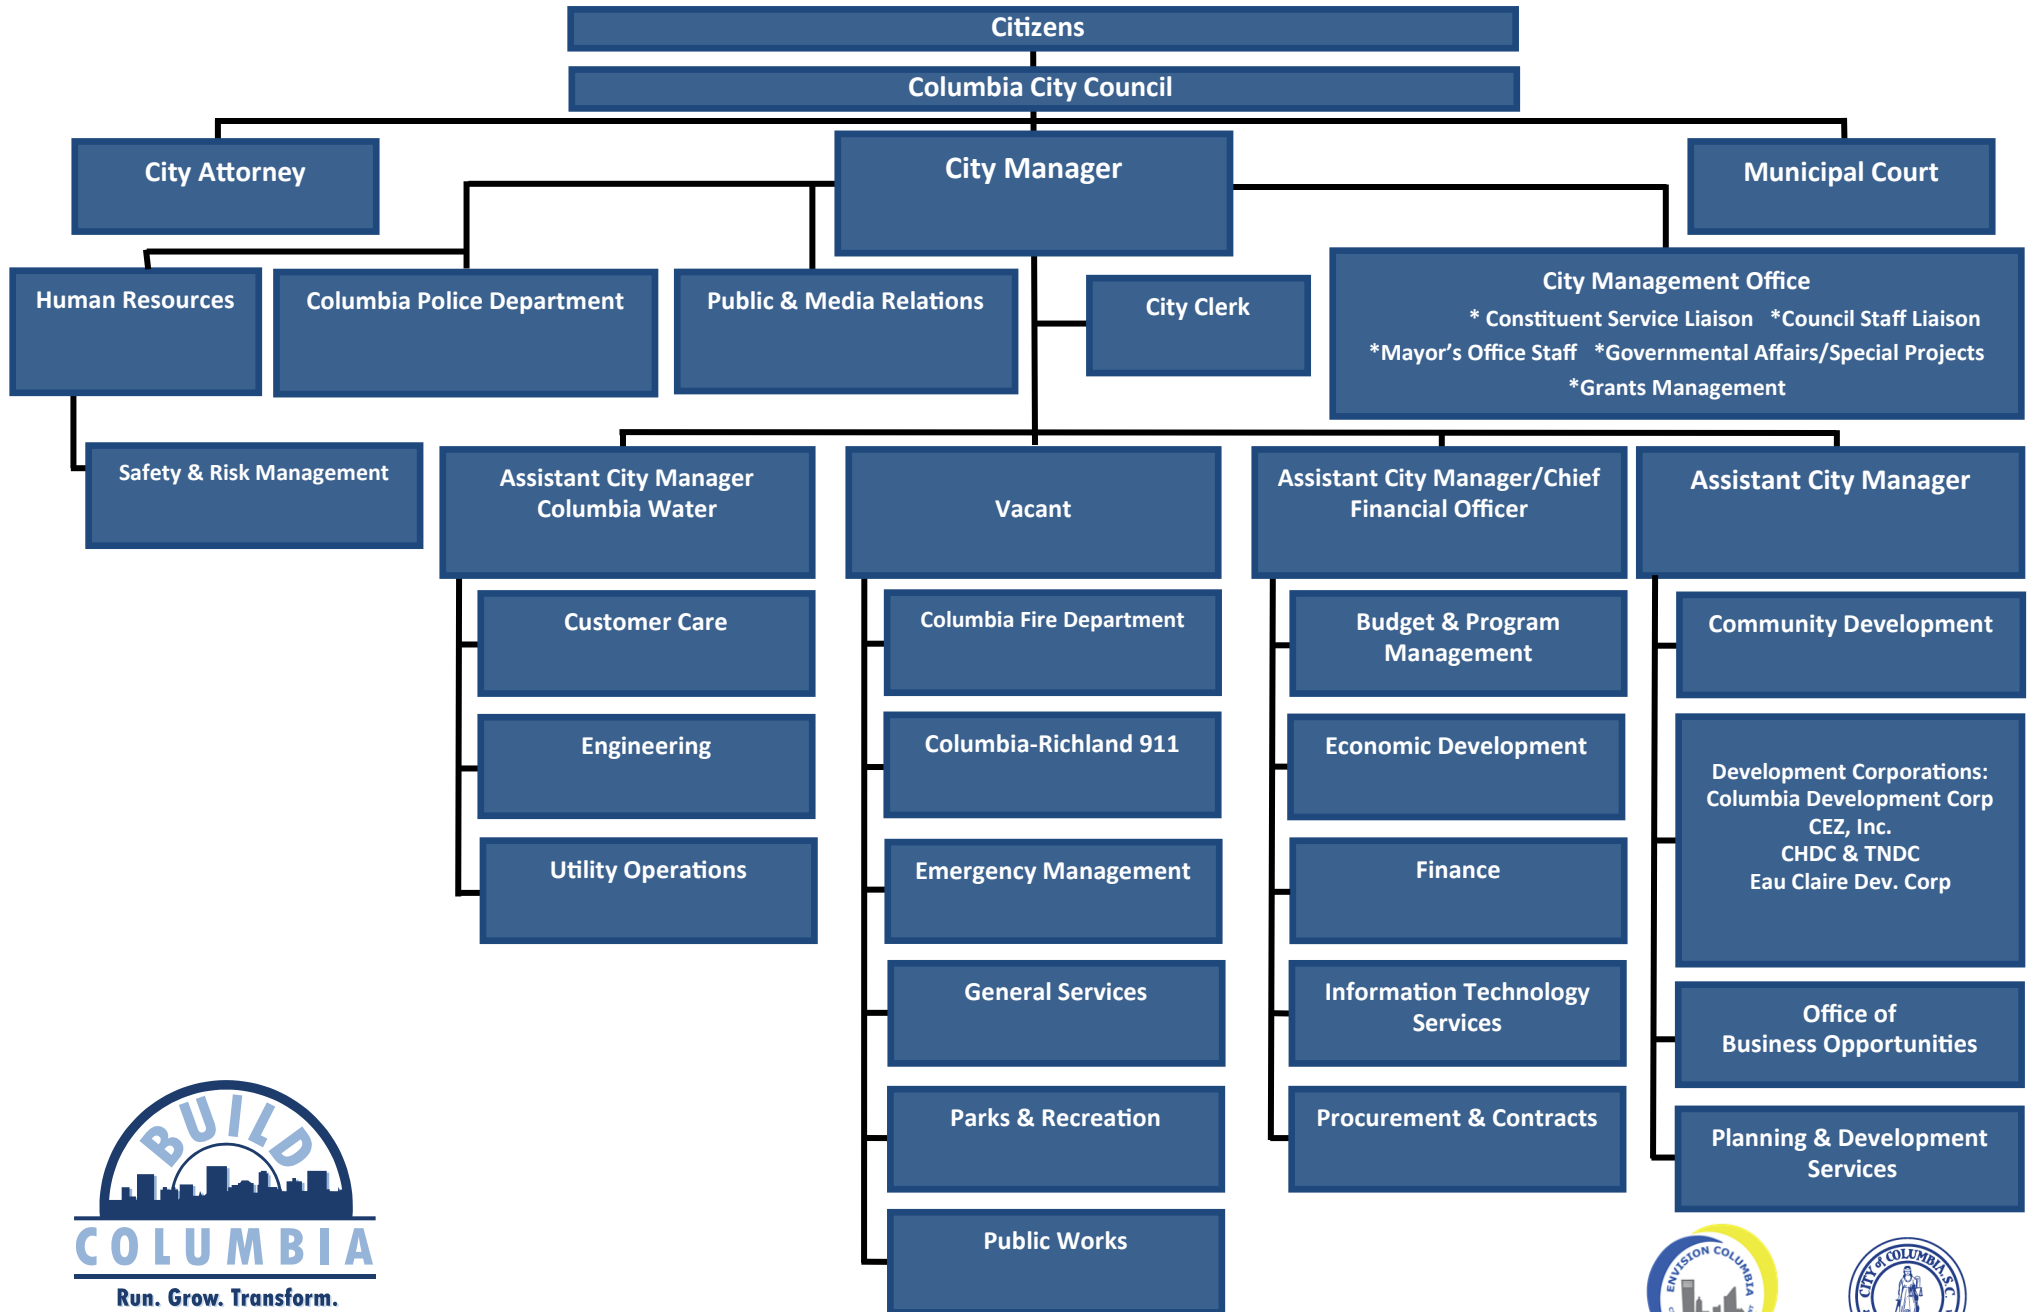 Citizens
Columbia City Council
City Attorney
City Manager
Municipal Court
Human Resources
Columbia Police Department
Public & Media Relations
City Clerk
City Management Office
* Constituent Service Liaison *Council Staff Liaison
*Mayor's Office Staff *Governmental Affairs/Special Projects
*Grants Management
Safety & Risk Management
Assistant City Manager
Columbia Water
Vacant
Assistant City Manager/Chief
Financial Officer
Assistant City Manager
Customer Care
Engineering
Utility Operations
Columbia Fire Department
Columbia-Richland 911
Emergency Management
General Services
Parks & Recreation
Public Works
Budget & Program
Management
Economic Development
Finance
Information Technology
Services
Procurement & Contracts
Community Development
Development Corporations:
Columbia Development Corp
CEZ, Inc.
CHDC & TNDC
Eau Claire Dev. Corp
Office of
Business Opportunities
Planning & Development
Services
BUILD
COLUMBIA
Run. Grow. Transform.
ENVISION COLUMBIA
CITY of COLUMBIA, S.C.